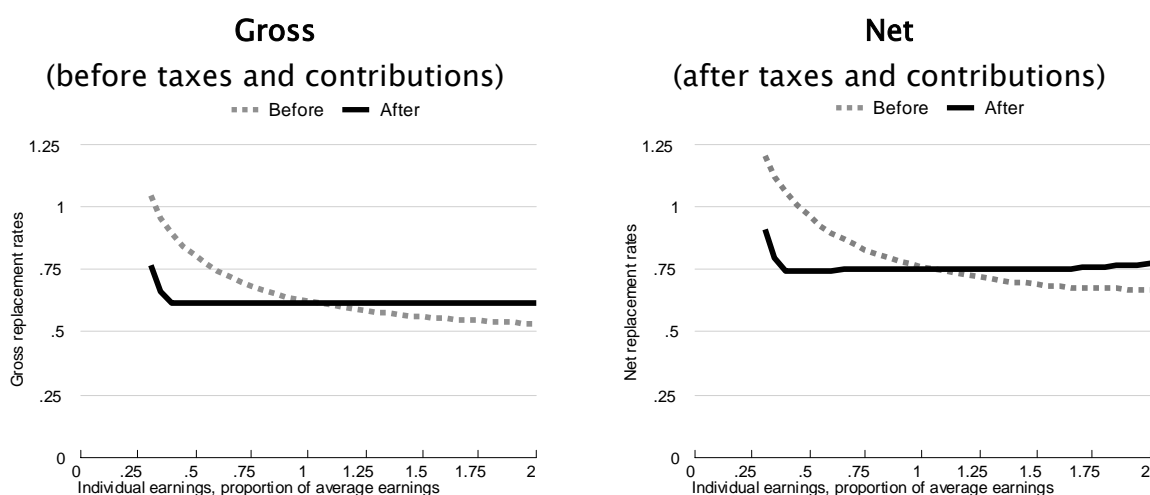 Gross
(before taxes and contributions)
Before After
1.25
1
.75
.5
.25
0
Gross replacement rates
0 .25 .5 .75 1 1.25 1.5 1.75 2
Individual earnings, proportion of average earnings
Net
(after taxes and contributions)
Before After
1.25
1
.75
.5
.25
0
Net replacement rates
0 .25 .5 .75 1 1.25 1.5 1.75 2
Individual earnings, proportion of average earnings